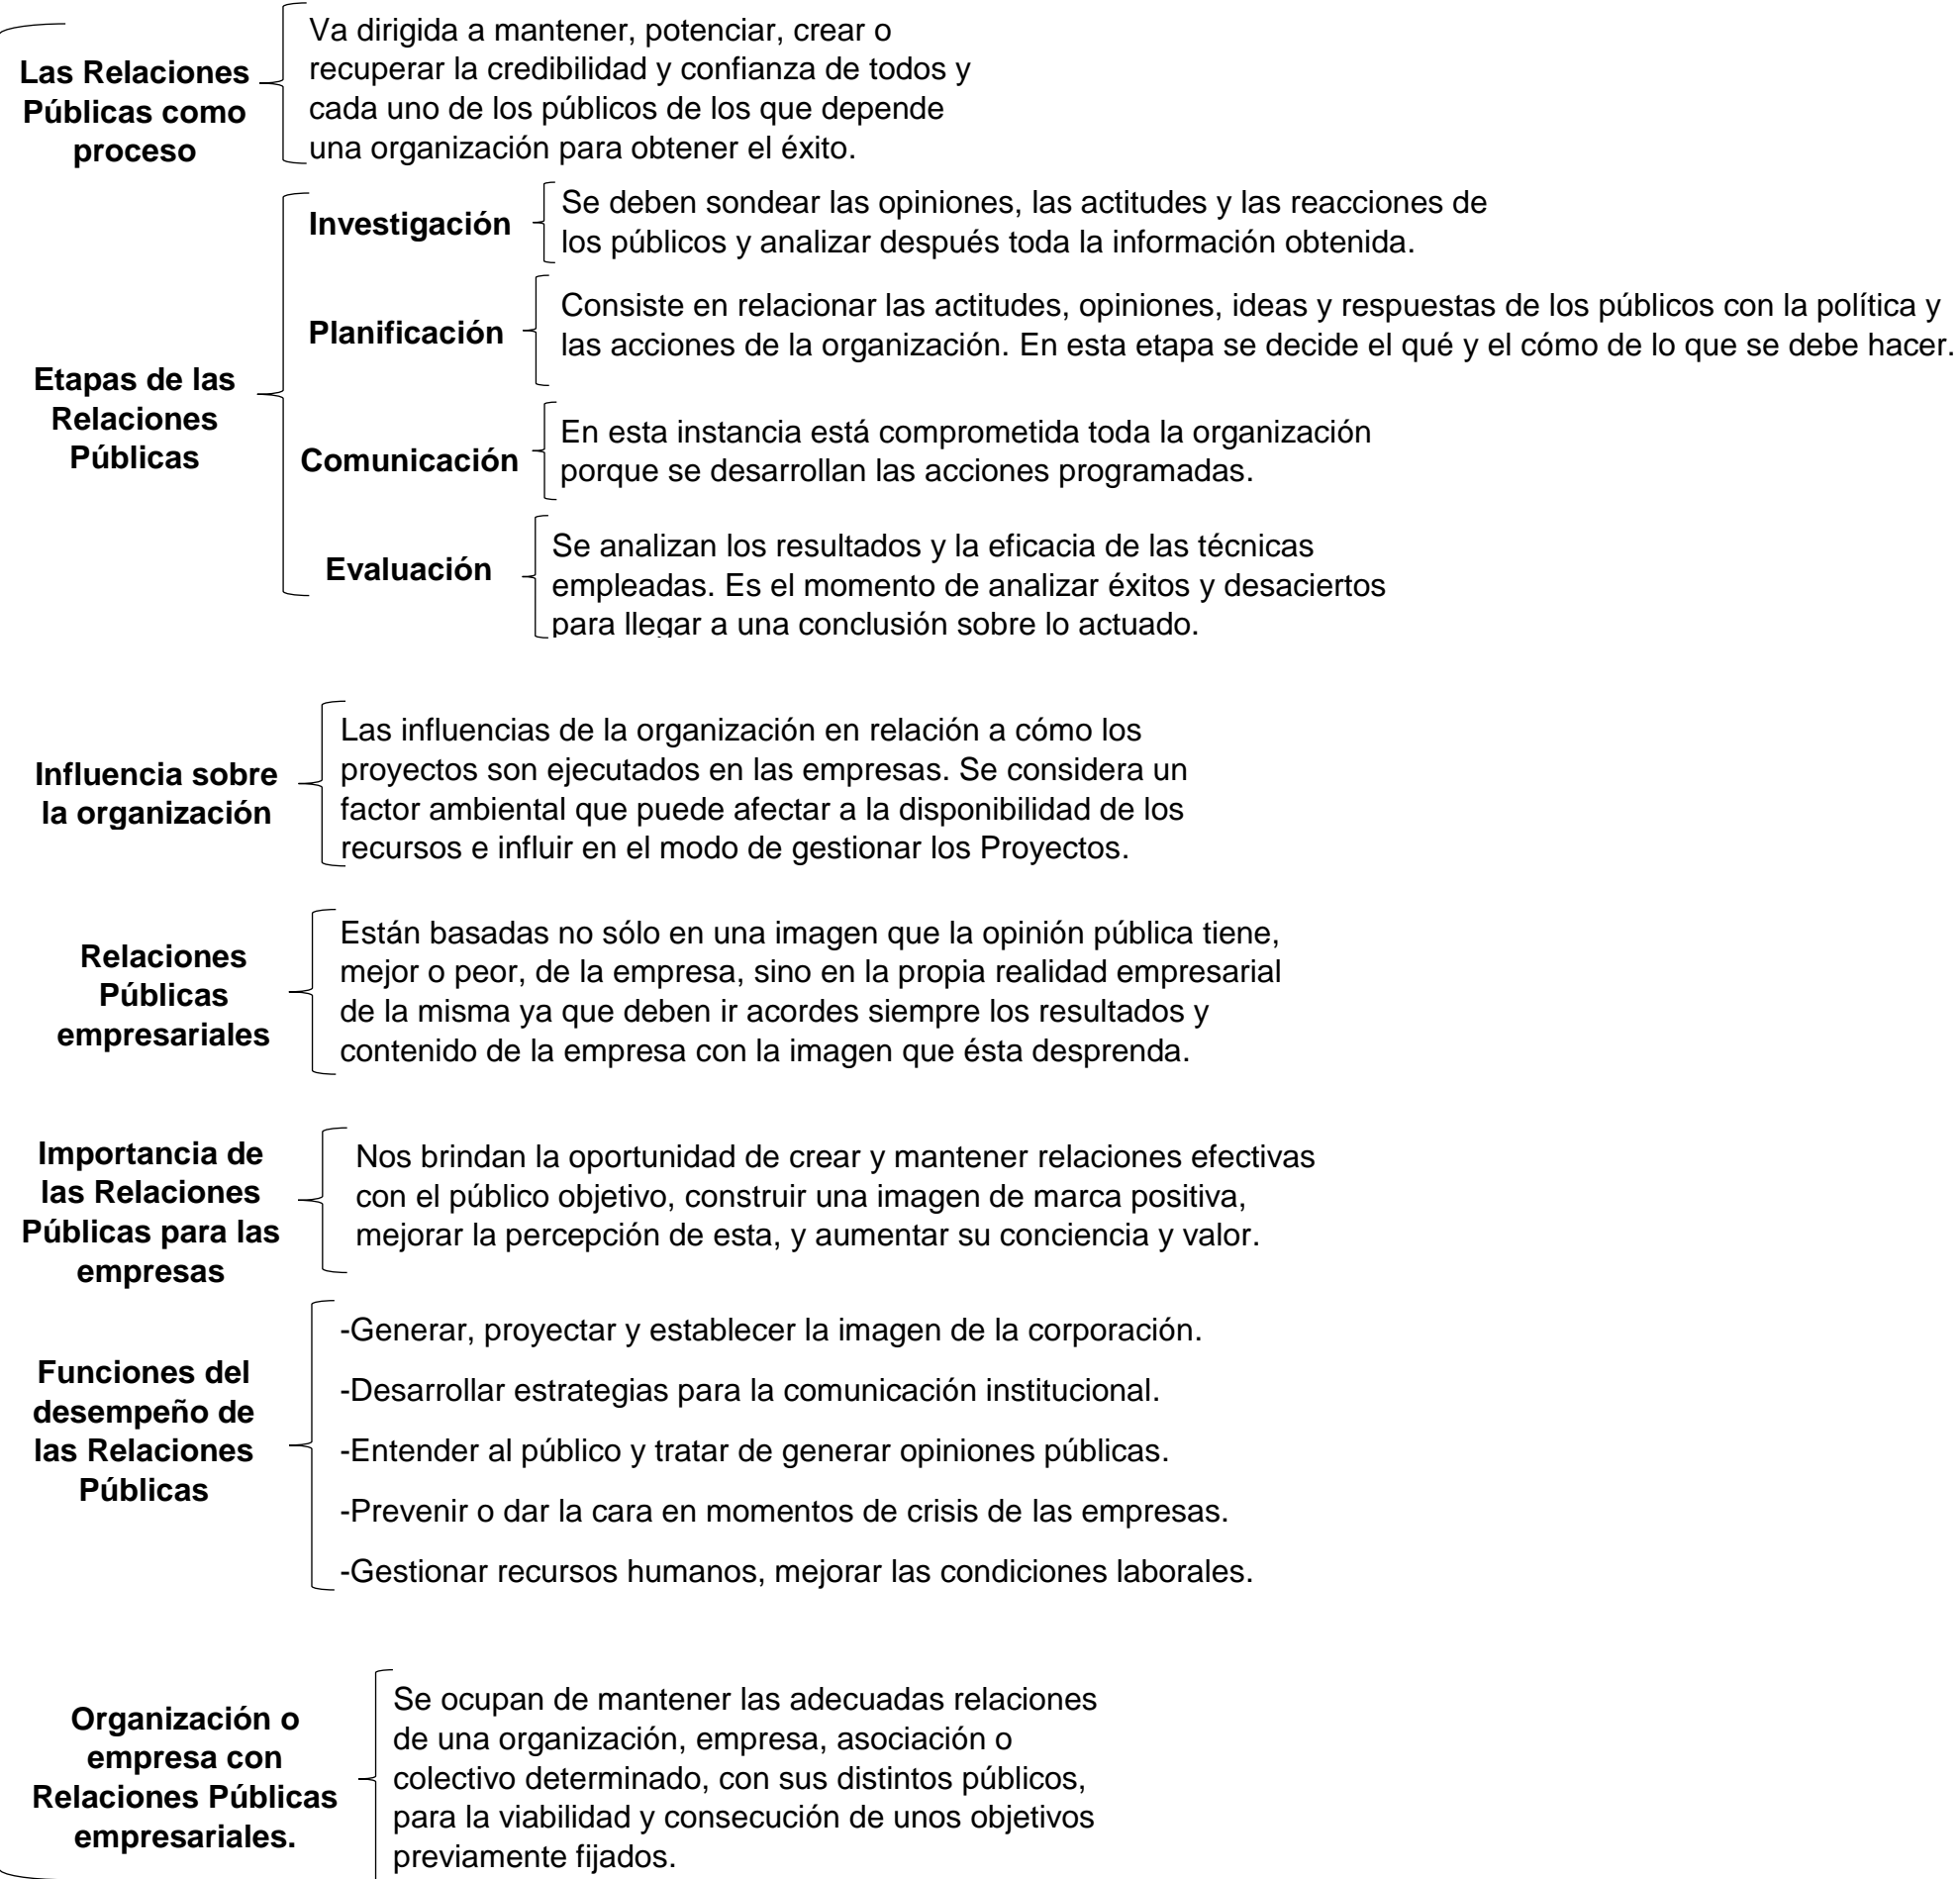 Las Relaciones
Públicas como
proceso
Va dirigida a mantener, potenciar, crear o
recuperar la credibilidad y confianza de todos y
cada uno de los públicos de los que depende
una organización para obtener el éxito.
Etapas de las
Relaciones
Públicas
Investigación
Se deben sondear las opiniones, las actitudes y las reacciones de
los públicos y analizar después toda la información obtenida.
Planificación
Consiste en relacionar las actitudes, opiniones, ideas y respuestas de los públicos con la política y
las acciones de la organización. En esta etapa se decide el qué y el cómo de lo que se debe hacer.
Comunicación
En esta instancia está comprometida toda la organización
porque se desarrollan las acciones programadas.
Evaluación
Se analizan los resultados y la eficacia de las técnicas
empleadas. Es el momento de analizar éxitos y desaciertos
para llegar a una conclusión sobre lo actuado.
Influencia sobre
la organización
Las influencias de la organización en relación a cómo los
proyectos son ejecutados en las empresas. Se considera un
factor ambiental que puede afectar a la disponibilidad de los
recursos e influir en el modo de gestionar los Proyectos.
Relaciones
Públicas
empresariales
Están basadas no sólo en una imagen que la opinión pública tiene,
mejor o peor, de la empresa, sino en la propia realidad empresarial
de la misma ya que deben ir acordes siempre los resultados y
contenido de la empresa con la imagen que ésta desprenda.
Importancia de
las Relaciones
Públicas para las
empresas
Nos brindan la oportunidad de crear y mantener relaciones efectivas
con el público objetivo, construir una imagen de marca positiva,
mejorar la percepción de esta, y aumentar su conciencia y valor.
Funciones del
desempeño de
las Relaciones
Públicas
-Generar, proyectar y establecer la imagen de la corporación.
-Desarrollar estrategias para la comunicación institucional.
-Entender al público y tratar de generar opiniones públicas.
-Prevenir o dar la cara en momentos de crisis de las empresas.
-Gestionar recursos humanos, mejorar las condiciones laborales.
Organización o
empresa con
Relaciones Públicas
empresariales.
Se ocupan de mantener las adecuadas relaciones
de una organización, empresa, asociación o
colectivo determinado, con sus distintos públicos,
para la viabilidad y consecución de unos objetivos
previamente fijados.